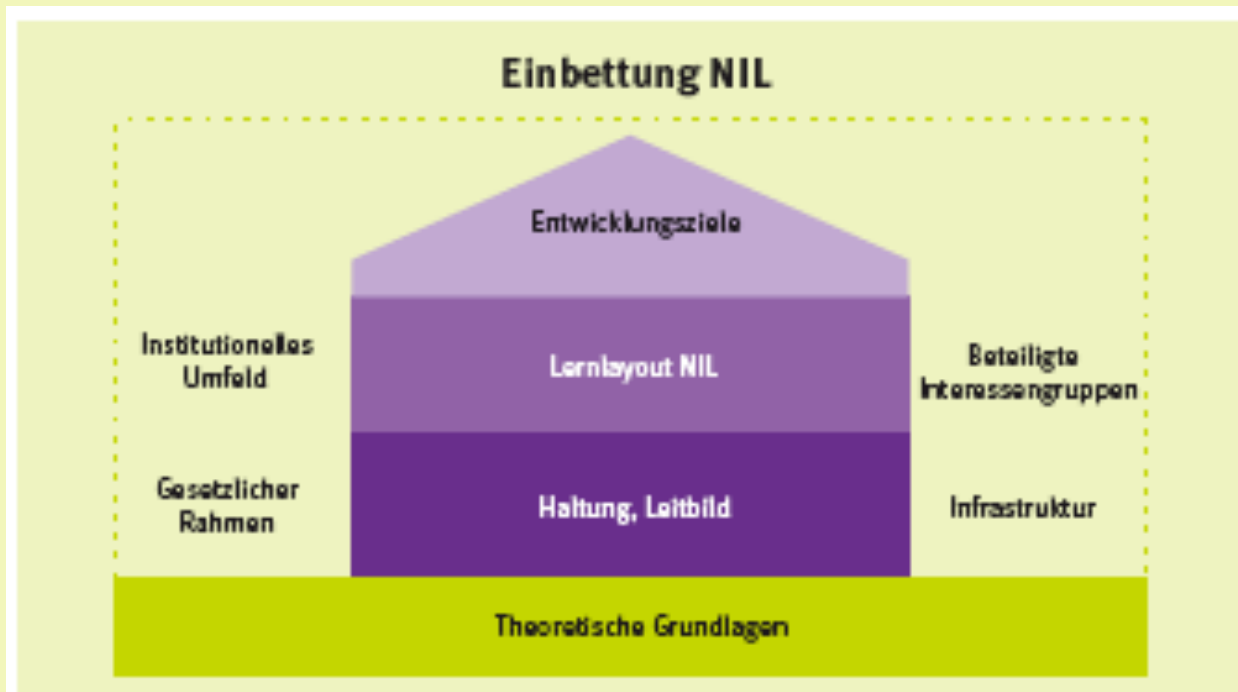 Einbettung NIL
Entwicklungsziele
Institutionelles
Umfeld
Lernlayout NIL
Beteiligte
Interessengruppen
Gesetzlicher
Rahmen
Haltung, Leitbild
Infrastruktur
Theoretische Grundlagen